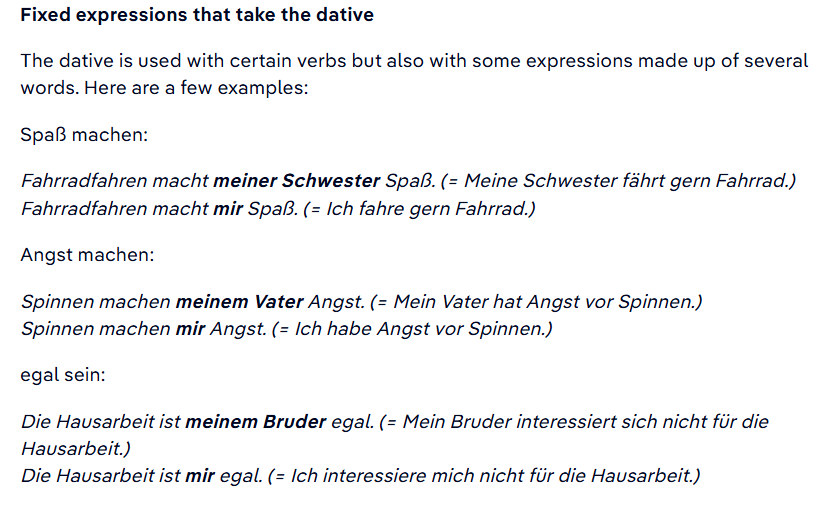 Fixed expressions that take the dative
The dative is used with certain verbs but also with some expressions made up of several
words. Here are a few examples:
Spaß machen:
Fahrradfahren macht meiner Schwester Spaß. (= Meine Schwester fährt gern Fahrrad.)
Fahrradfahren macht mir Spaß. (= Ich fahre gern Fahrrad.)
Angst machen:
Spinnen machen meinem Vater Angst. (= Mein Vater hat Angst vor Spinnen.)
Spinnen machen mir Angst. (= Ich habe Angst vor Spinnen.)
egal sein:
Die Hausarbeit ist meinem Bruder egal. (= Mein Bruder interessiert sich nicht für die
Hausarbeit.)
Die Hausarbeit ist mir egal. (= Ich interessiere mich nicht für die Hausarbeit.)